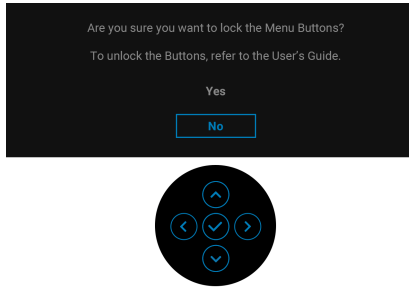 Are you sure you want to lock the Menu Buttons?
To unlock the Buttons, refer to the User's Guide.
Yes
No